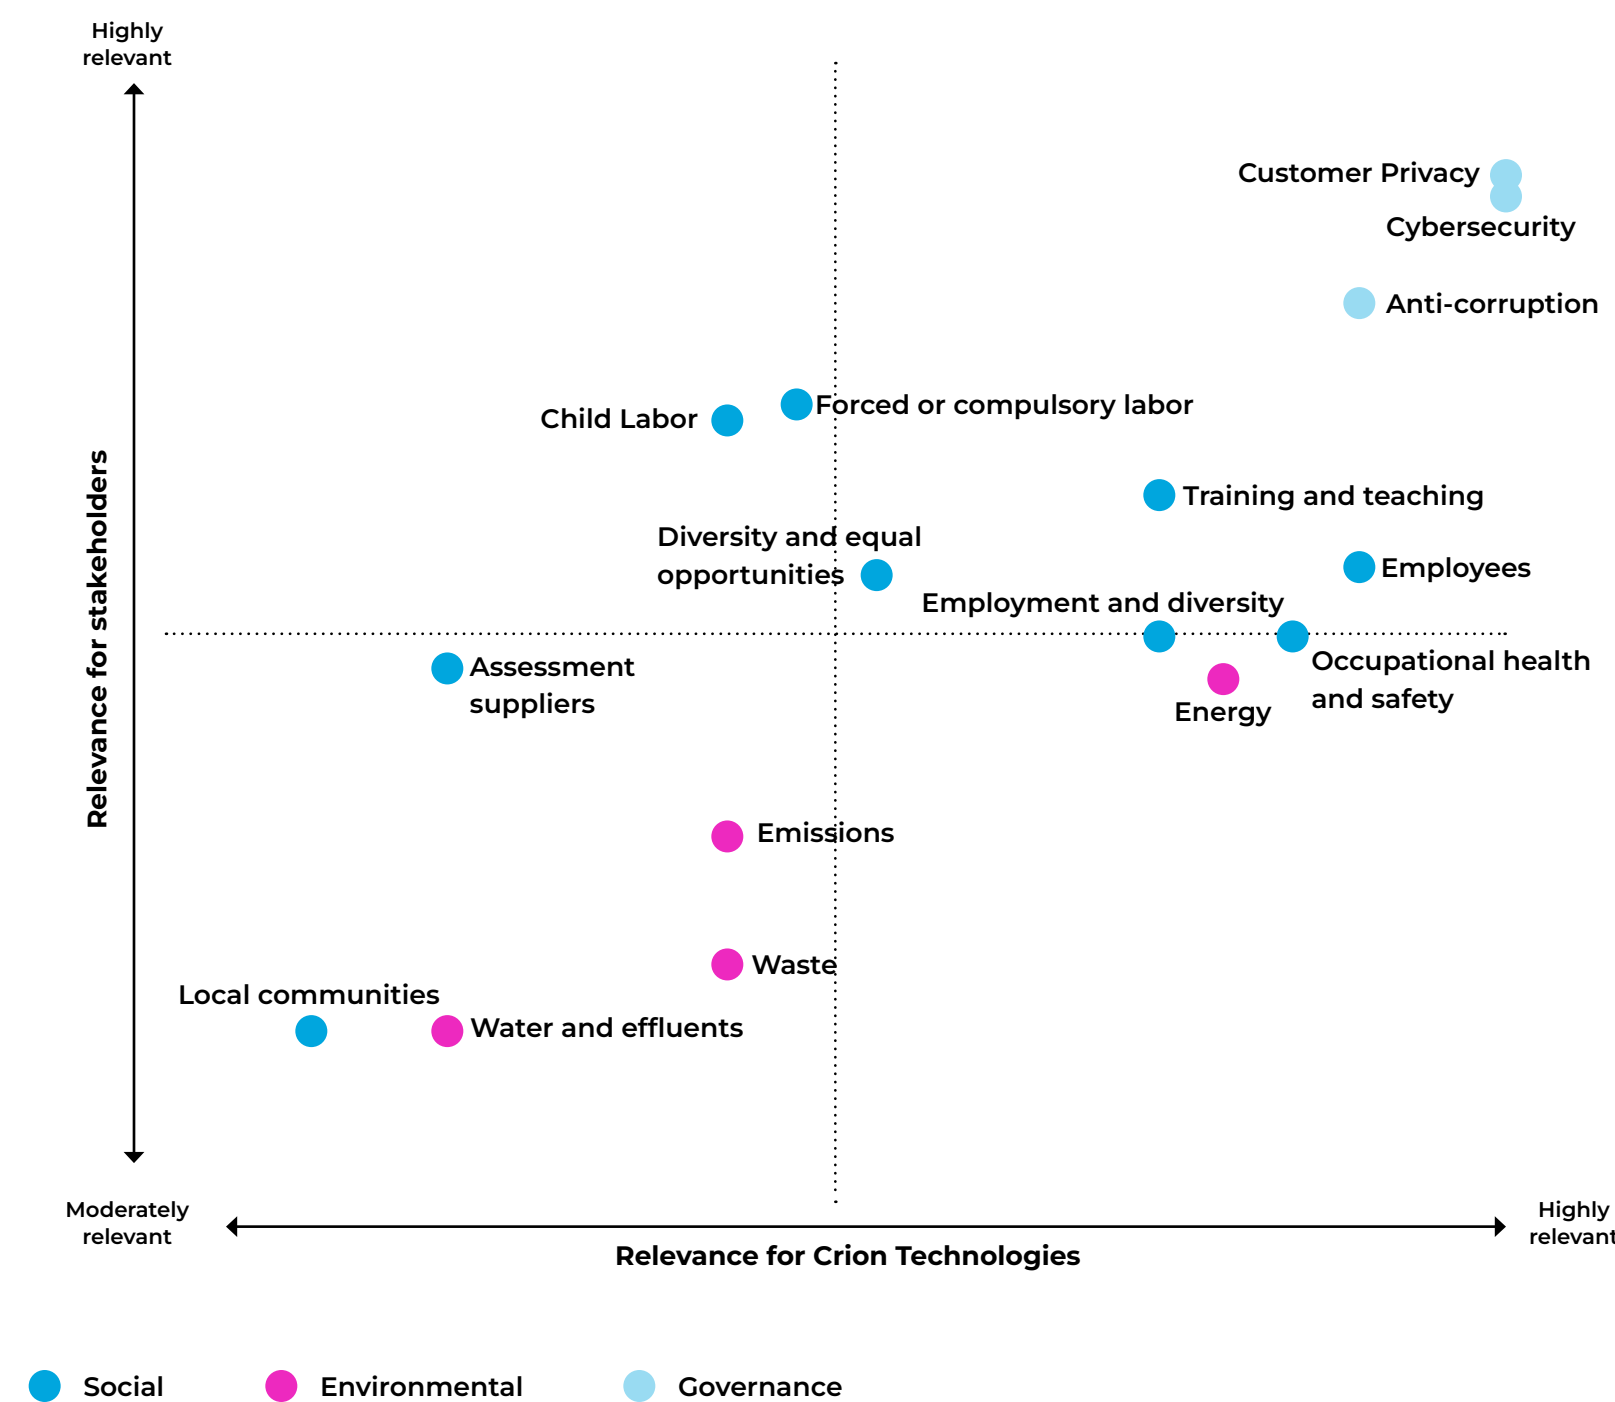 Highly
relevant
Customer Privacy
Cybersecurity
Anti-corruption
Child Labor
Forced or compulsory labor
Training and teaching
Diversity and equal
opportunities
Employees
Employment and diversity
Relevance for stakeholders
Assessment
suppliers
Occupational health
and safety
Energy
Emissions
Waste
Local communities
Water and effluents
Moderately
relevant
Highly
relevant
Relevance for Crion Technologies
Social
Environmental
Governance